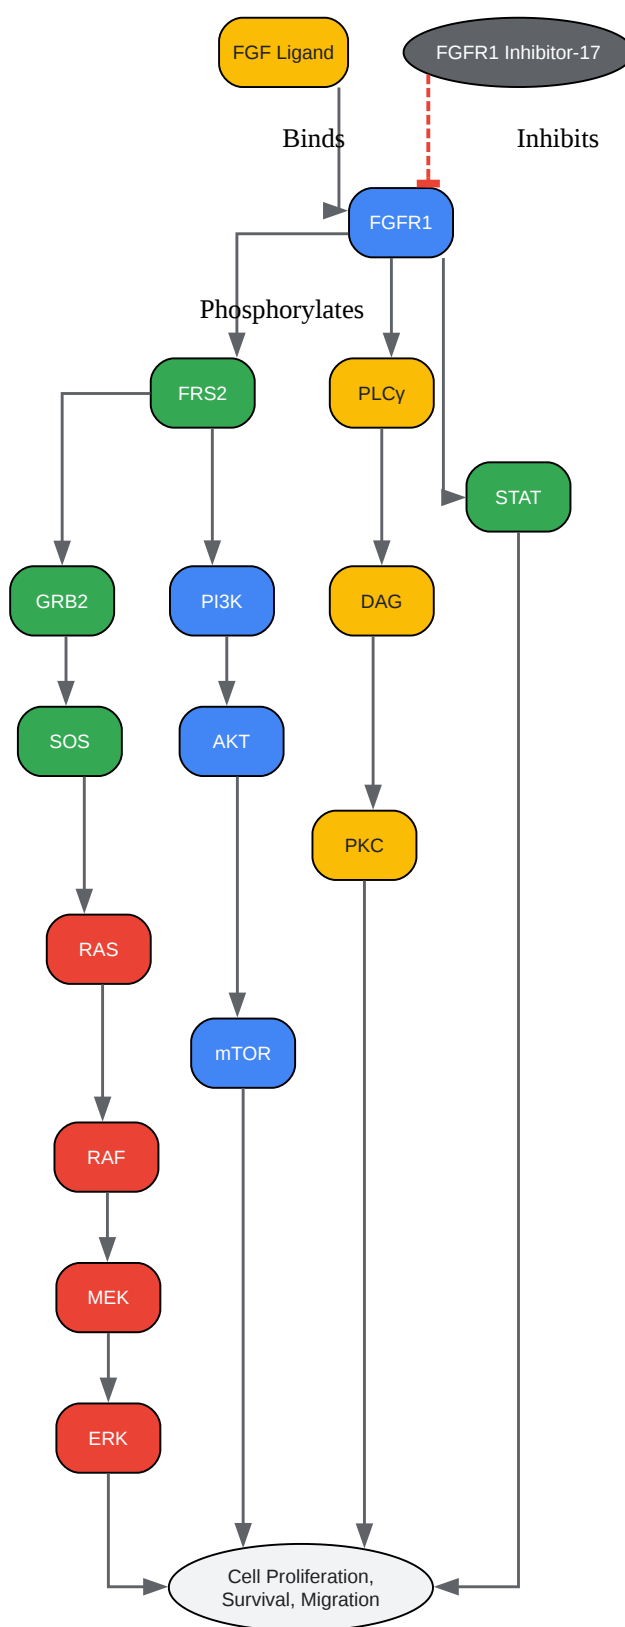 FGF Ligand
FGFR1 Inhibitor-17
Binds
Inhibits
FGFR1
Phosphorylates
FRS2
PLCγ
STAT
GRB2
PI3K
DAG
SOS
AKT
PKC
RAS
mTOR
RAF
MEK
ERK
Cell Proliferation,
Survival, Migration